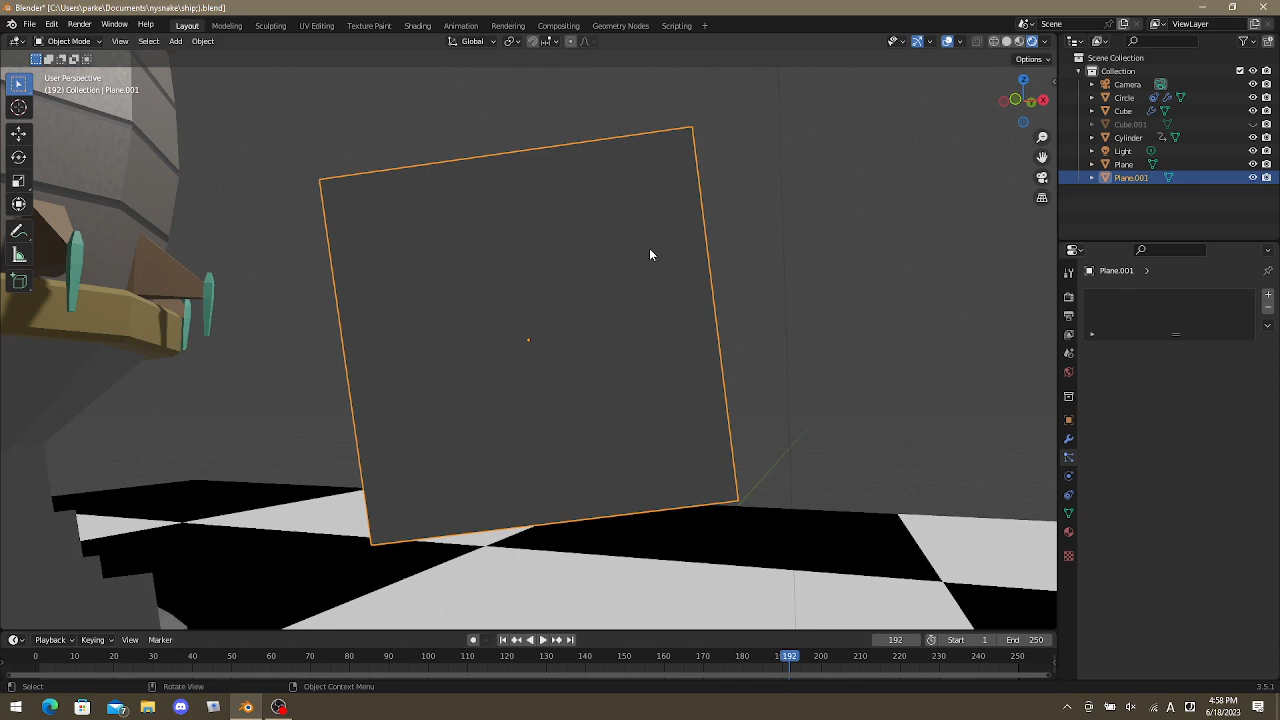 Blender* [C:\Users\parke\Documents\nysnake\ship;).blend]
File Edit Render Window Help Layout Modeling Sculpting UV Editing Texture Paint Shading Animation Rendering Compositing Geometry Nodes Scripting + Scene ViewLayer
Object Mode View Select Add Object Global
Options
User Perspective
(192) Collection | Plane.001
Z
X
Y
Scene Collection
Collection
Camera
Circle
Cube
Cube.001
Cylinder
Light
Plane
Plane.001
Plane.001
Playback Keying View Marker 192 Start 1 End 250
0 10 20 30 40 50 60 70 80 90 100 110 120 130 140 150 160 170 180 192 200 210 220 230 240 250
Select Rotate View Object Context Menu 3.5.1
7 A 4:58 PM
6/18/2023